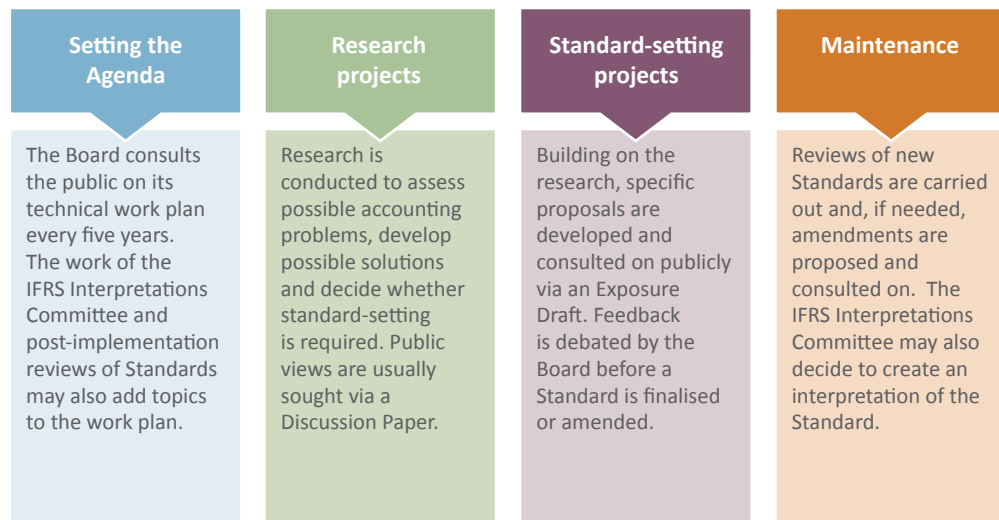 Setting the
Agenda
The Board consults
the public on its
technical work plan
every five years.
The work of the
IFRS Interpretations
Committee and
post-implementation
reviews of Standards
may also add topics
to the work plan.
Research
projects
Research is
conducted to assess
possible accounting
problems, develop
possible solutions
and decide whether
standard-setting
is required. Public
views are usually
sought via a
Discussion Paper.
Standard-setting
projects
Building on the
research, specific
proposals are
developed and
consulted on publicly
via an Exposure
Draft. Feedback
is debated by the
Board before a
Standard is finalised
or amended.
Maintenance
Reviews of new
Standards are carried
out and, if needed,
amendments are
proposed and
consulted on.  The
IFRS Interpretations
Committee may also
decide to create an
interpretation of the
Standard.